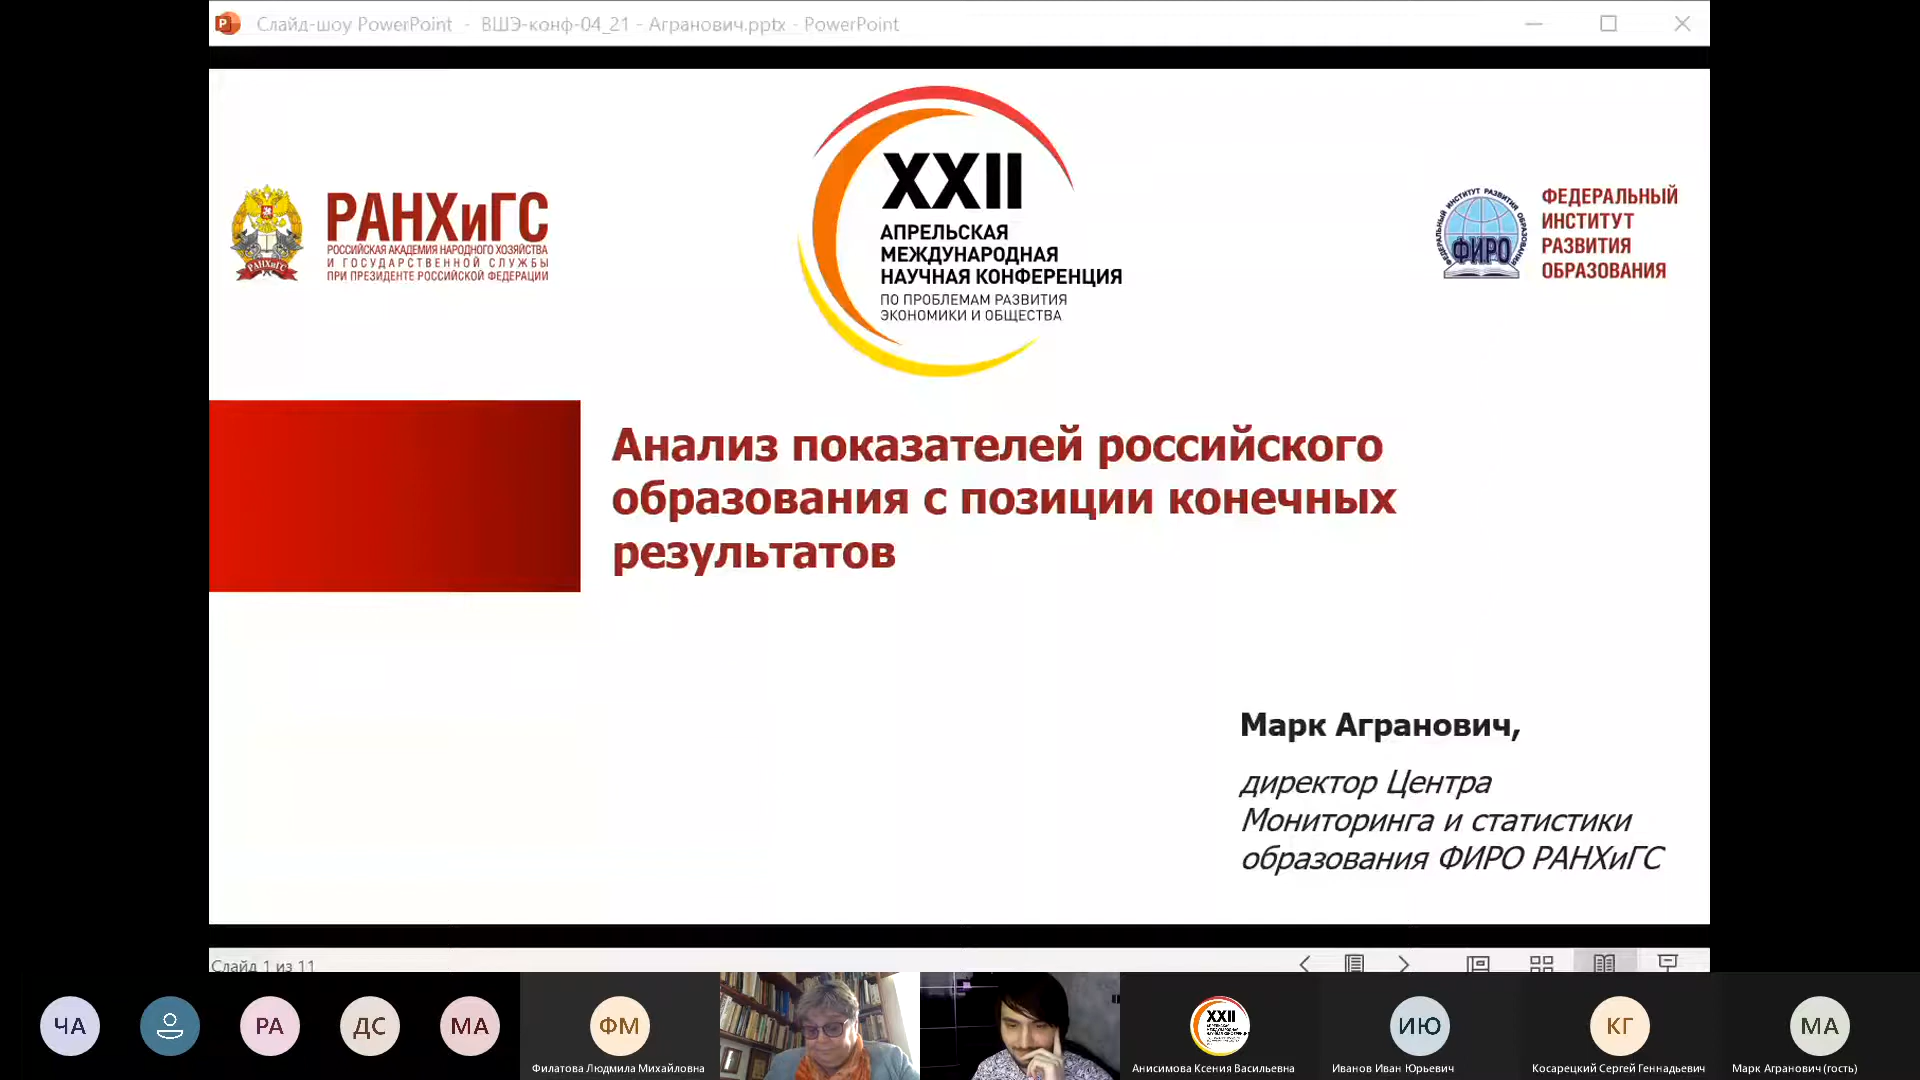 Слайд-шоу PowerPoint - ВШЭ-конф-04_21 - Агранович.pptx - PowerPoint
РАНХиГС
РОССИЙСКАЯ АКАДЕМИЯ НАРОДНОГО ХОЗЯЙСТВА
И ГОСУДАРСТВЕННОЙ СЛУЖБЫ
ПРИ ПРЕЗИДЕНТЕ РОССИЙСКОЙ ФЕДЕРАЦИИ
РАНХиГС
XXII
АПРЕЛЬСКАЯ
МЕЖДУНАРОДНАЯ
НАУЧНАЯ КОНФЕРЕНЦИЯ
ПО ПРОБЛЕМАМ РАЗВИТИЯ
ЭКОНОМИКИ И ОБЩЕСТВА
ФЕДЕРАЛЬНЫЙ ИНСТИТУТ РАЗВИТИЯ ОБРАЗОВАНИЯ
ФИРО
ФЕДЕРАЛЬНЫЙ
ИНСТИТУТ
РАЗВИТИЯ
ОБРАЗОВАНИЯ
Анализ показателей российского
образования с позиции конечных
результатов
Марк Агранович,
директор Центра
Мониторинга и статистики
образования ФИРО РАНХиГС
Слайд 1 из 11
ЧА
РА
ДС
МА
ФМ
Филатова Людмила Михайловна
XXII
Анисимова Ксения Васильевна
ИЮ
Иванов Иван Юрьевич
КГ
Косарецкий Сергей Геннадьевич
МА
Марк Агранович (гость)